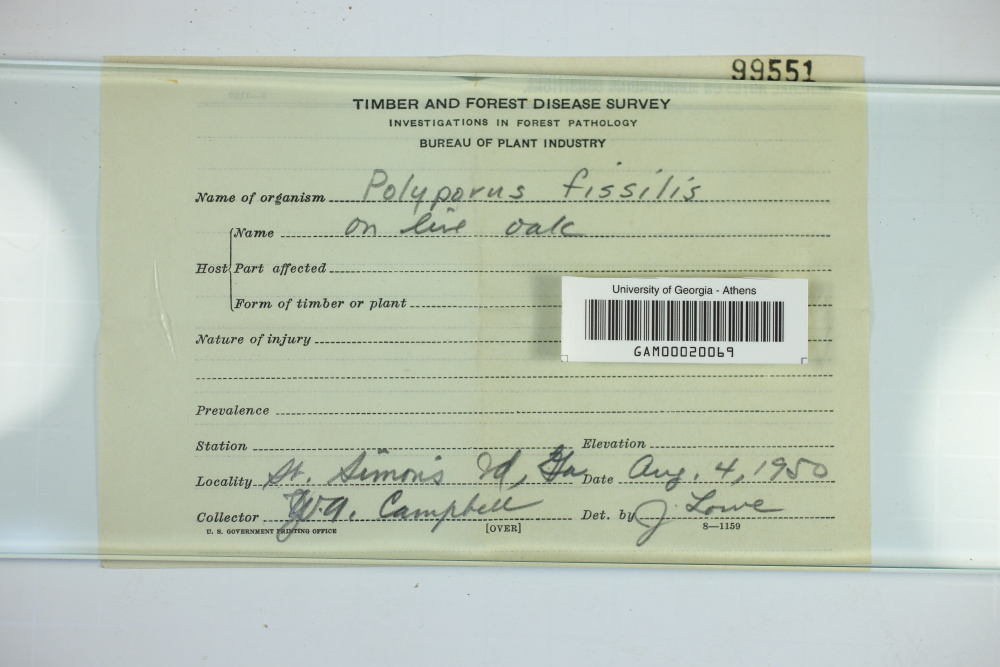 99551
TIMBER AND FOREST DISEASE SURVEY
INVESTIGATIONS IN FOREST PATHOLOGY
BUREAU OF PLANT INDUSTRY
Name of organism Polyporus fissilis
Host Name on live oak
Part affected
Form of timber or plant
University of Georgia - Athens
GAM00020069
Nature of injury
Prevalence
Station Elevation
Locality St. Simons Id, Ga Date Aug. 4, 1950
Collector W.A. Campbell Det. by J. Lowe
U. S. GOVERNMENT PRINTING OFFICE [OVER] 8—1159